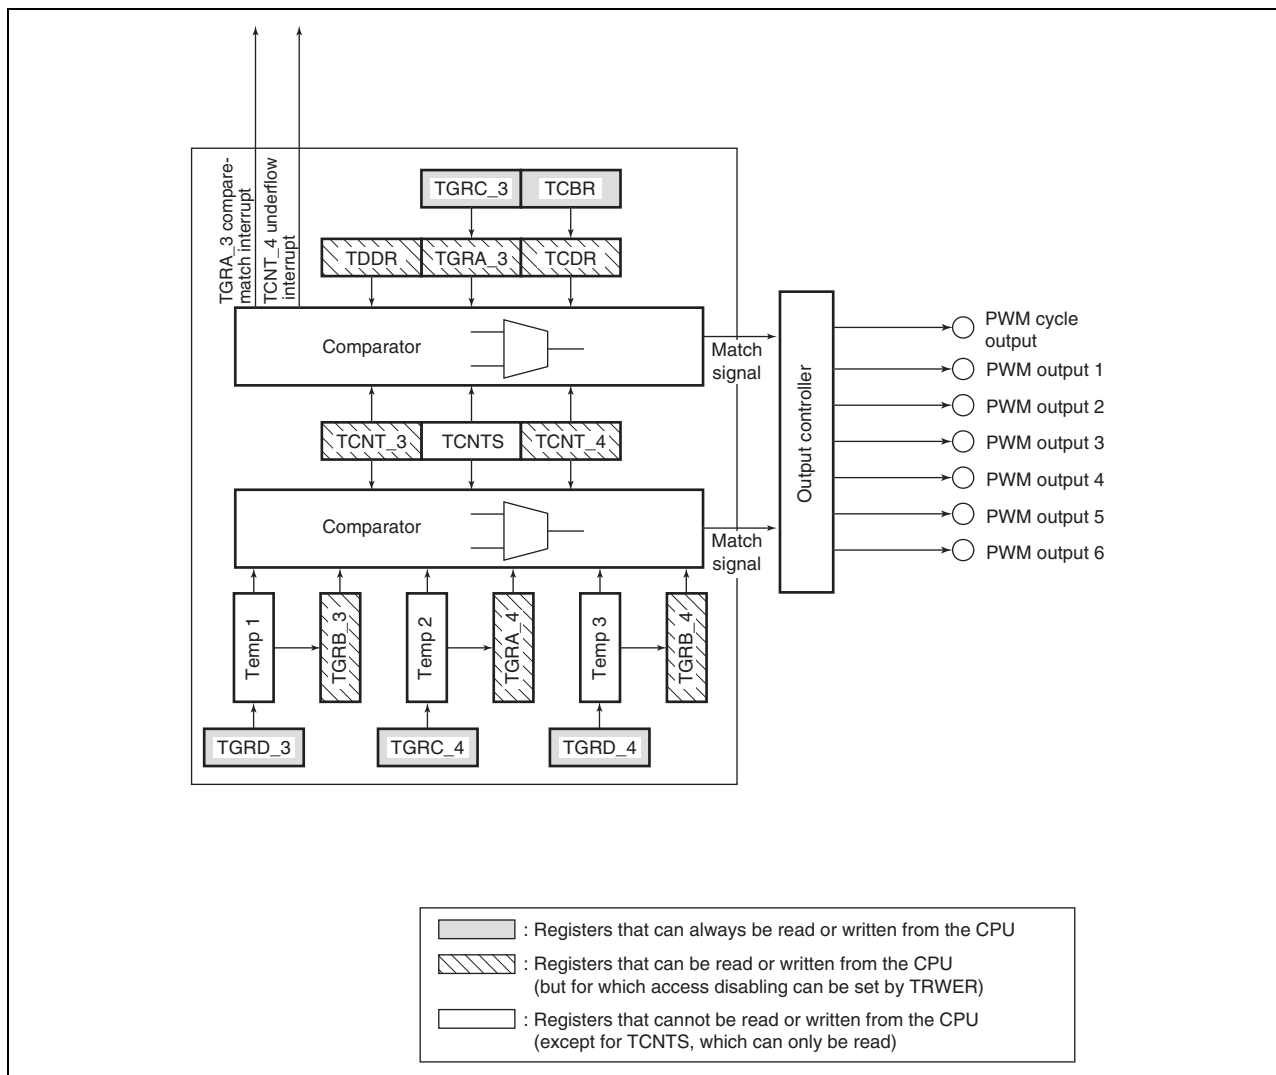 TGRA_3 compare-
match interrupt
TCNT_4 underflow
interrupt
TGRC_3
TCBR
TDDR
TGRA_3
TCDR
Comparator
Match
signal
TCNT_3
TCNTS
TCNT_4
Comparator
Match
signal
Temp 1
TGRB_3
Temp 2
TGRA_4
Temp 3
TGRB_4
TGRD_3
TGRC_4
TGRD_4
Output controller
PWM cycle
output
PWM output 1
PWM output 2
PWM output 3
PWM output 4
PWM output 5
PWM output 6
: Registers that can always be read or written from the CPU
: Registers that can be read or written from the CPU
(but for which access disabling can be set by TRWER)
: Registers that cannot be read or written from the CPU
(except for TCNTS, which can only be read)